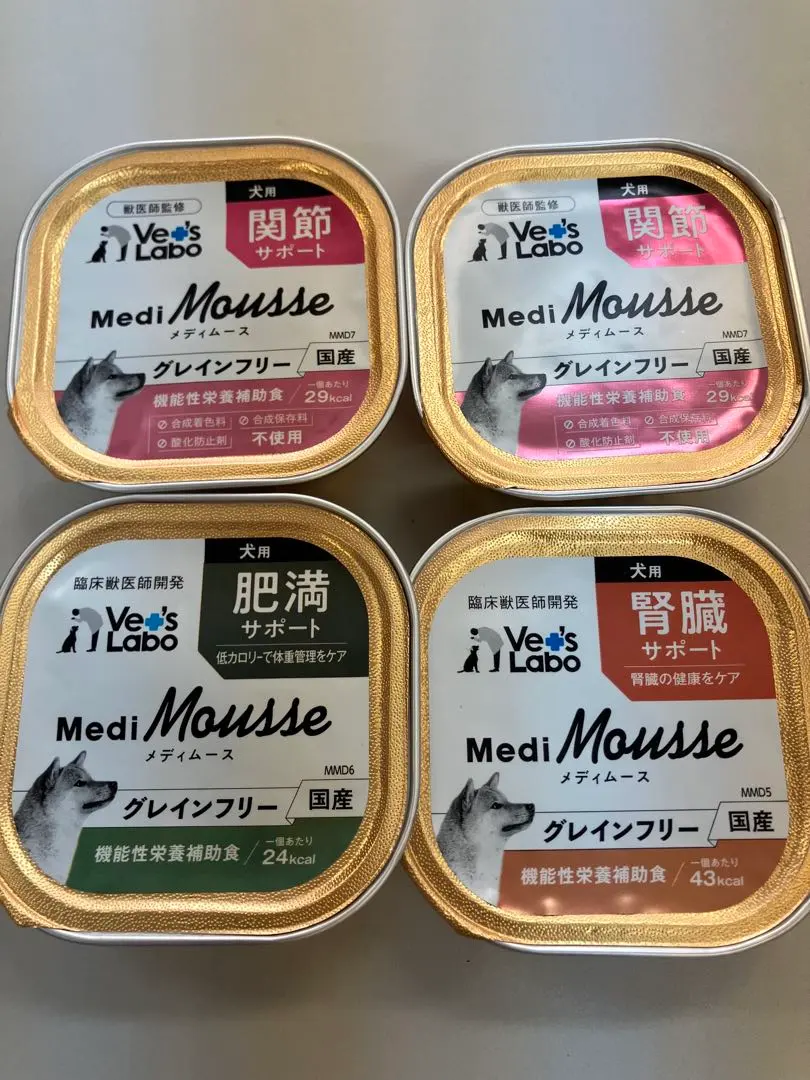 獣医師監修
Vet's
Labo
犬用
関節
サポート
Medi Mousse
メディムース
MMD7
グレインフリー
国産
機能性栄養補助食
一個あたり
29kcal
合成着色料
合成保存料
酸化防止剤
不使用
獣医師監修
Vet's
Labo
犬用
関節
サポート
Medi Mousse
メディムース
MMD7
グレインフリー
国産
機能性栄養補助食
一個あたり
29kcal
合成着色料
合成保存料
酸化防止剤
不使用
臨床獣医師開発
Vet's
Labo
犬用
肥満
サポート
低カロリーで体重管理をケア
Medi Mousse
メディムース
MMD6
グレインフリー
国産
機能性栄養補助食
一個あたり
24kcal
臨床獣医師開発
Vet's
Labo
犬用
腎臓
サポート
腎臓の健康をケア
Medi Mousse
メディムース
MMD5
グレインフリー
国産
機能性栄養補助食
一個あたり
43kcal